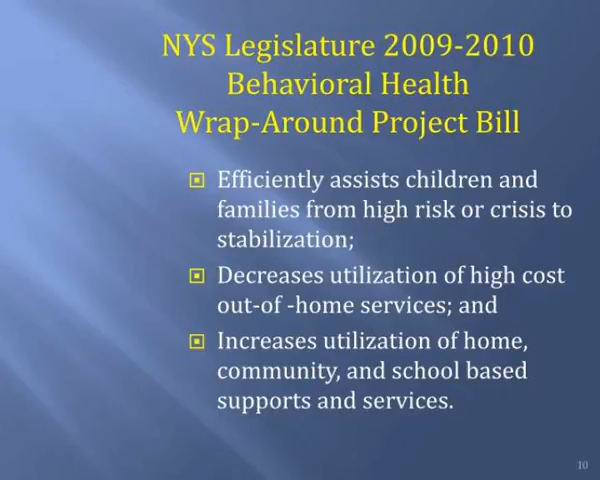 NYS Legislature 2009-2010
Behavioral Health
Wrap-Around Project Bill
Efficiently assists children and
families from high risk or crisis to
stabilization;
Decreases utilization of high cost
out-of -home services; and
Increases utilization of home,
community, and school based
supports and services.
10